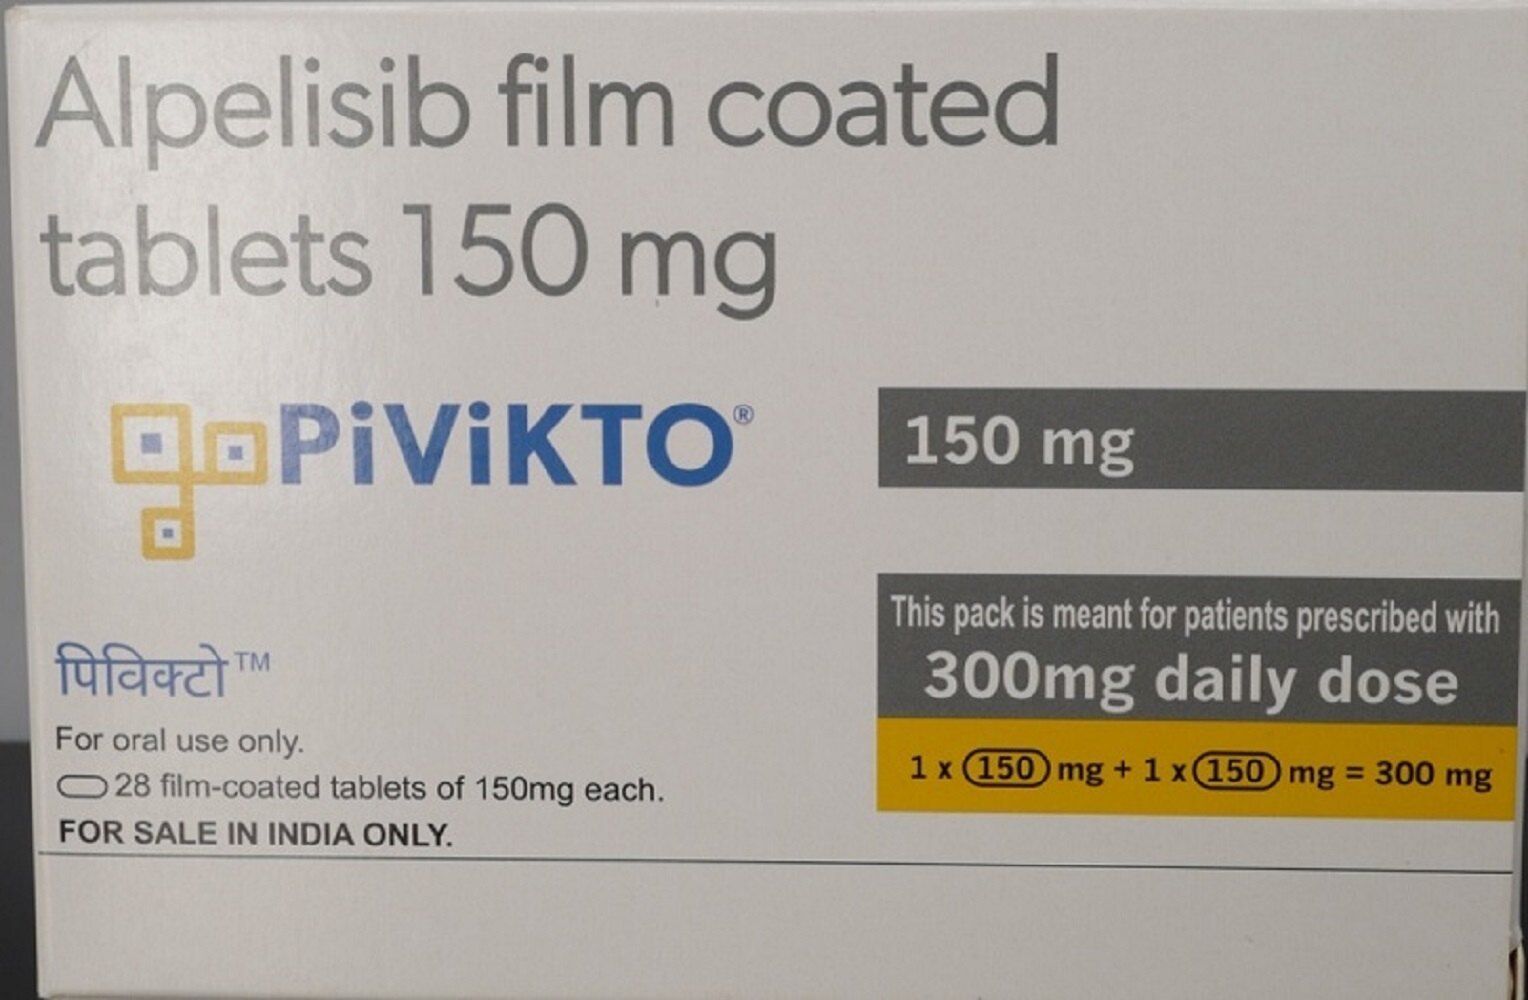 Alpelisib film coated
tablets 150 mg
PiViKTO®
150 mg
This pack is meant for patients prescribed with
300mg daily dose
1 x 150 mg + 1 x 150 mg = 300 mg
पिविक्टो™
For oral use only.
28 film-coated tablets of 150mg each.
FOR SALE IN INDIA ONLY.